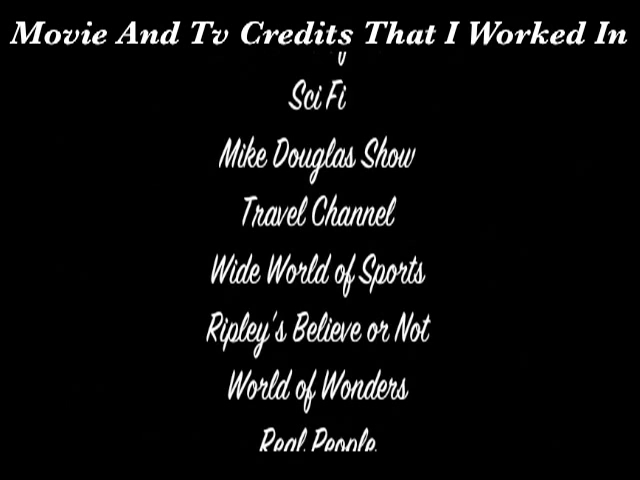 Movie And Tv Credits That I Worked In
Sci Fi
Mike Douglas Show
Travel Channel
Wide World of Sports
Ripley's Believe or Not
World of Wonders
Real People